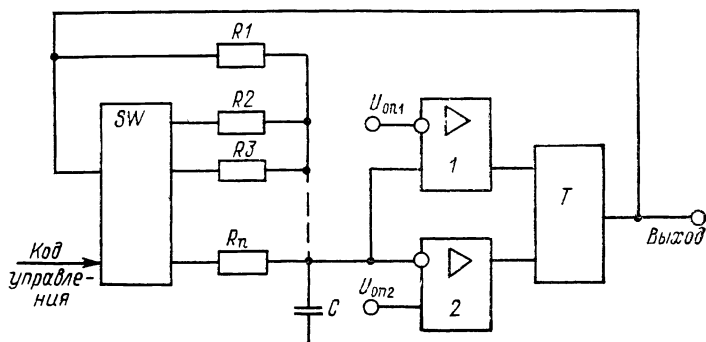 R1
SW
R2
R3
Rn
Код
управле-
ния
C
Uоп1
1
Uоп2
2
T
Выход